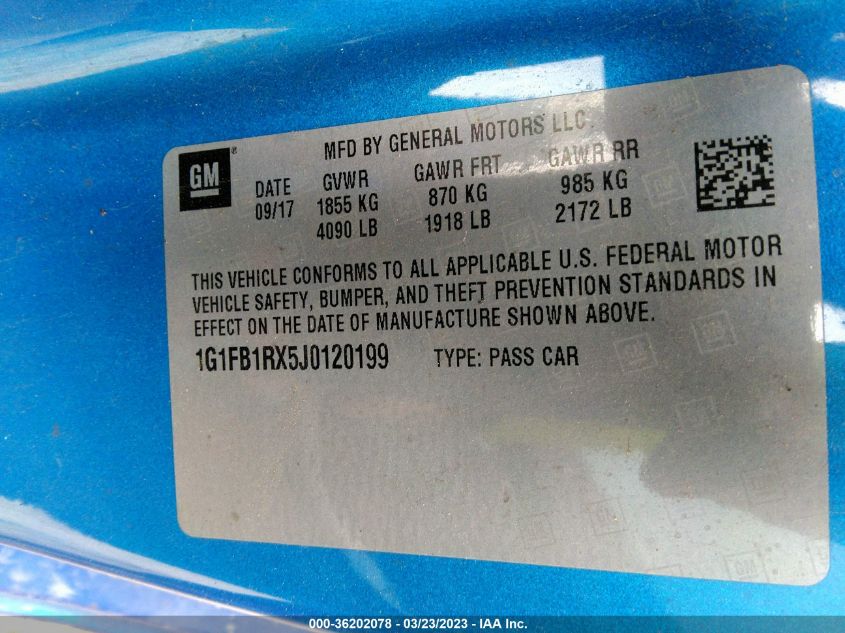 MFD BY GENERAL MOTORS LLC
GM ®
DATE GVWR GAWR FRT GAWR RR
09/17 1855 KG 870 KG 985 KG
4090 LB 1918 LB 2172 LB
THIS VEHICLE CONFORMS TO ALL APPLICABLE U.S. FEDERAL MOTOR
VEHICLE SAFETY, BUMPER, AND THEFT PREVENTION STANDARDS IN
EFFECT ON THE DATE OF MANUFACTURE SHOWN ABOVE.
1G1FB1RX5J0120199 TYPE: PASS CAR
000-36202078 / 03/23/2023 / IAA Inc.